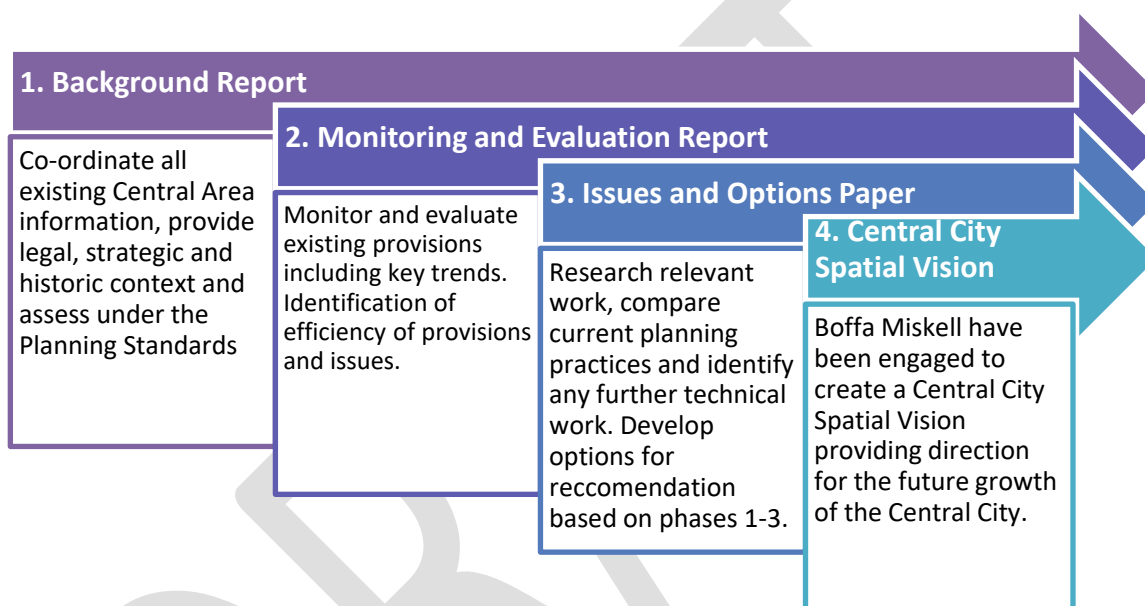 1. Background Report
Co-ordinate all
existing Central Area
information, provide
legal, strategic and
historic context and
assess under the
Planning Standards
2. Monitoring and Evaluation Report
Monitor and evaluate
existing provisions
including key trends.
Identification of
efficiency of provisions
and issues.
3. Issues and Options Paper
Research relevant
work, compare
current planning
practices and identify
any further technical
work. Develop
options for
reccomendation
based on phases 1-3.
4. Central City
Spatial Vision
Boffa Miskell have
been engaged to
create a Central City
Spatial Vision
providing direction
for the future growth
of the Central City.